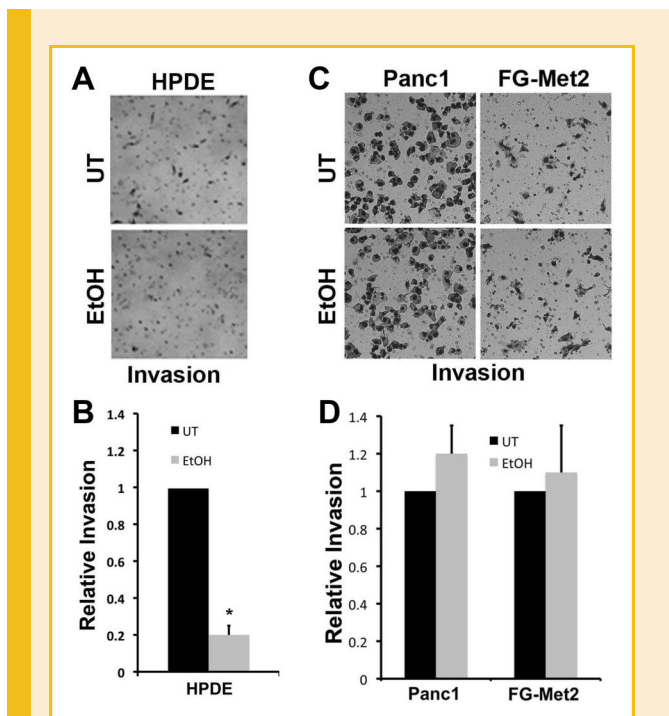 A
HPDE
UT
EtOH
Invasion
B
1.4
1.2
1
0.8
0.6
0.4
0.2
0
Relative Invasion
UT
EtOH
*
HPDE
C
Panc1 FG-Met2
UT
EtOH
Invasion
D
1.4
1.2
1.0
0.8
0.6
0.4
0.2
0
Relative Invasion
UT
EtOH
Panc1 FG-Met2